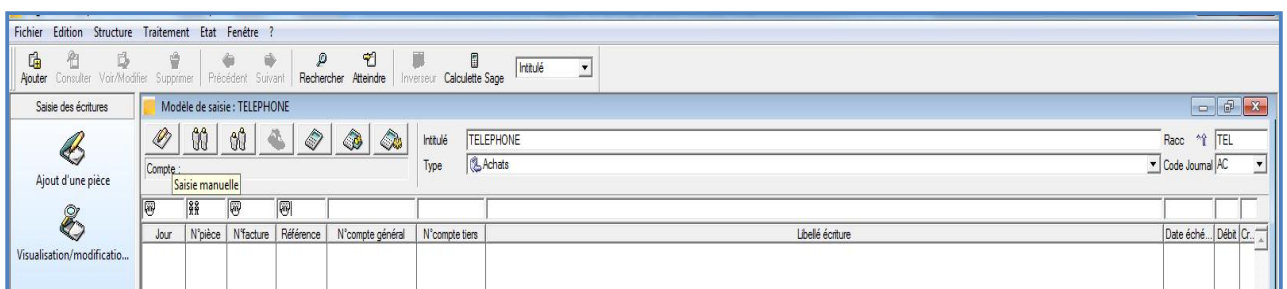 Fichier Edition Structure Traitement Etat Fenêtre ?
Ajouter Consulter Voir/Modifier Supprimer Précédent Suivant Rechercher Atteindre Inverseur Calculette Sage Intitulé
Saisie des écritures
Modèle de saisie : TELEPHONE
Intitulé TELEPHONE Racc TEL
Type Achats Code Journal AC
Compte :
Saisie manuelle
Ajout d'une pièce
Jour N°pièce N°facture Référence N°compte général N°compte tiers Libellé écriture Date éché... Débit Cr...
Visualisation/modificatio...